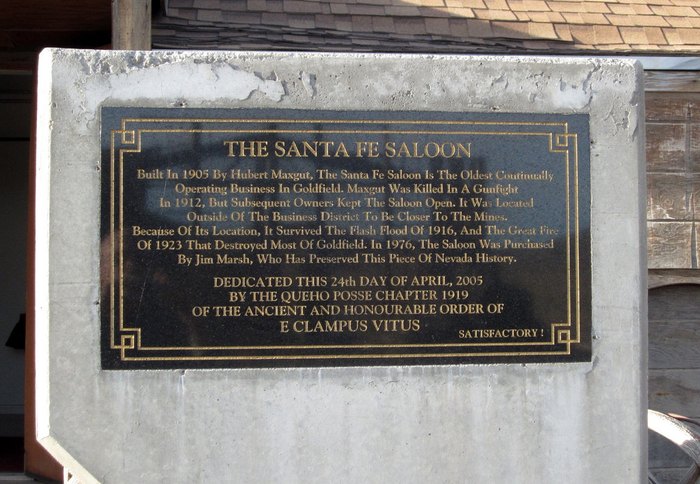 THE SANTA FE SALOON
Built In 1905 By Hubert Maxgut, The Santa Fe Saloon Is The Oldest Continually
Operating Business In Goldfield. Maxgut Was Killed In A Gunfight
In 1912, But Subsequent Owners Kept The Saloon Open. It Was Located
Outside Of The Business District To Be Closer To The Mines.
Because Of Its Location, It Survived The Flash Flood Of 1916, And The Great Fire
Of 1923 That Destroyed Most Of Goldfield. In 1976, The Saloon Was Purchased
By Jim Marsh, Who Has Preserved This Piece Of Nevada History.
DEDICATED THIS 24th DAY OF APRIL, 2005
BY THE QUEHO POSSE CHAPTER 1919
OF THE ANCIENT AND HONOURABLE ORDER OF
E CLAMPUS VITUS
SATISFACTORY !